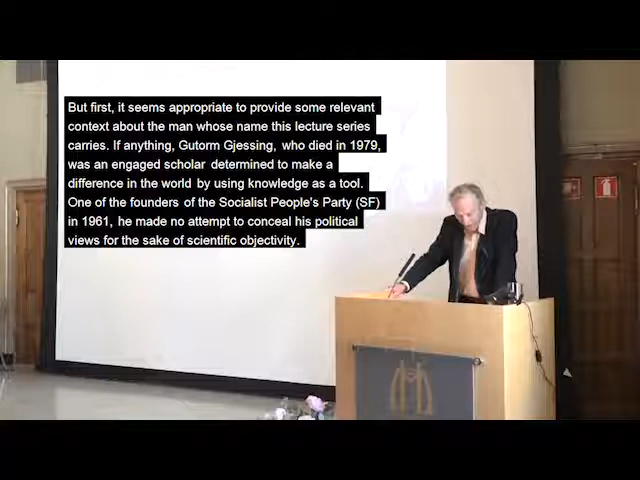 But first, it seems appropriate to provide some relevant
context about the man whose name this lecture series
carries. If anything, Gutorm Gjessing, who died in 1979,
was an engaged scholar determined to make a
difference in the world by using knowledge as a tool.
One of the founders of the Socialist People's Party (SF)
in 1961, he made no attempt to conceal his political
views for the sake of scientific objectivity.